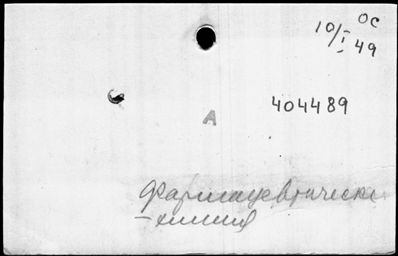 ОС
10/I 49
404489
А
Фармацевтическ
-химия